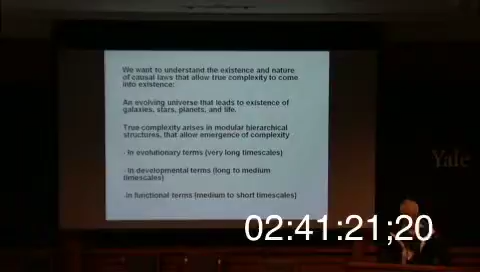 We want to understand the existence and nature
of causal laws that allow true complexity to come
into existence:
An evolving universe that leads to existence of
galaxies, stars, planets, and life.
True complexity arises in modular hierarchical
structures, that allow emergence of complexity
- In evolutionary terms (very long timescales)
- In developmental terms (long to medium
timescales)
-In functional terms (medium to short timescales)
Yale
02:41:21;20